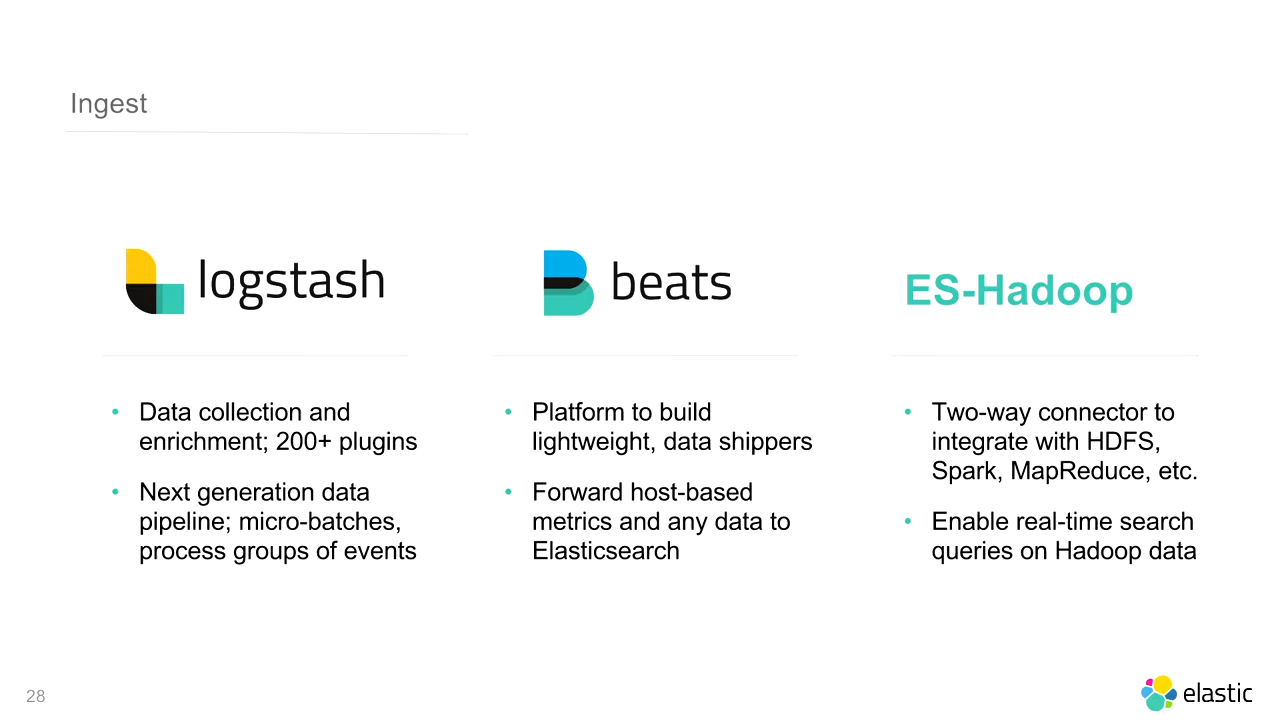 Ingest
logstash
beats
ES-Hadoop
• Data collection and
enrichment; 200+ plugins
• Next generation data
pipeline; micro-batches,
process groups of events
• Platform to build
lightweight, data shippers
• Forward host-based
metrics and any data to
Elasticsearch
• Two-way connector to
integrate with HDFS,
Spark, MapReduce, etc.
• Enable real-time search
queries on Hadoop data
28
elastic